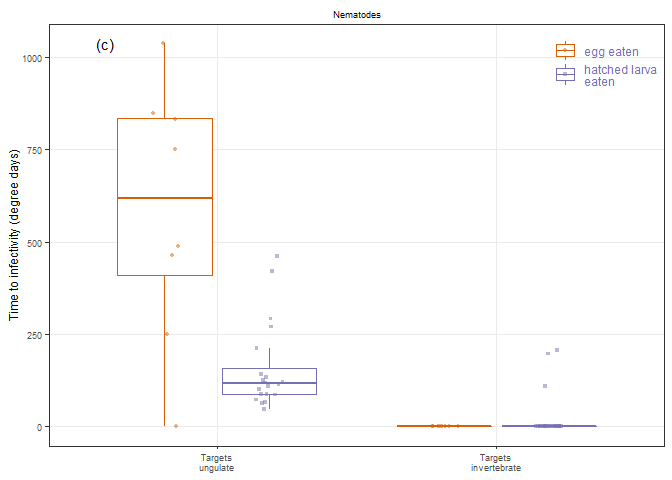 Nematodes
(c)
egg eaten
hatched larva
eaten
Time to infectivity (degree days)
1000
750
500
250
0
Targets
ungulate
Targets
invertebrate